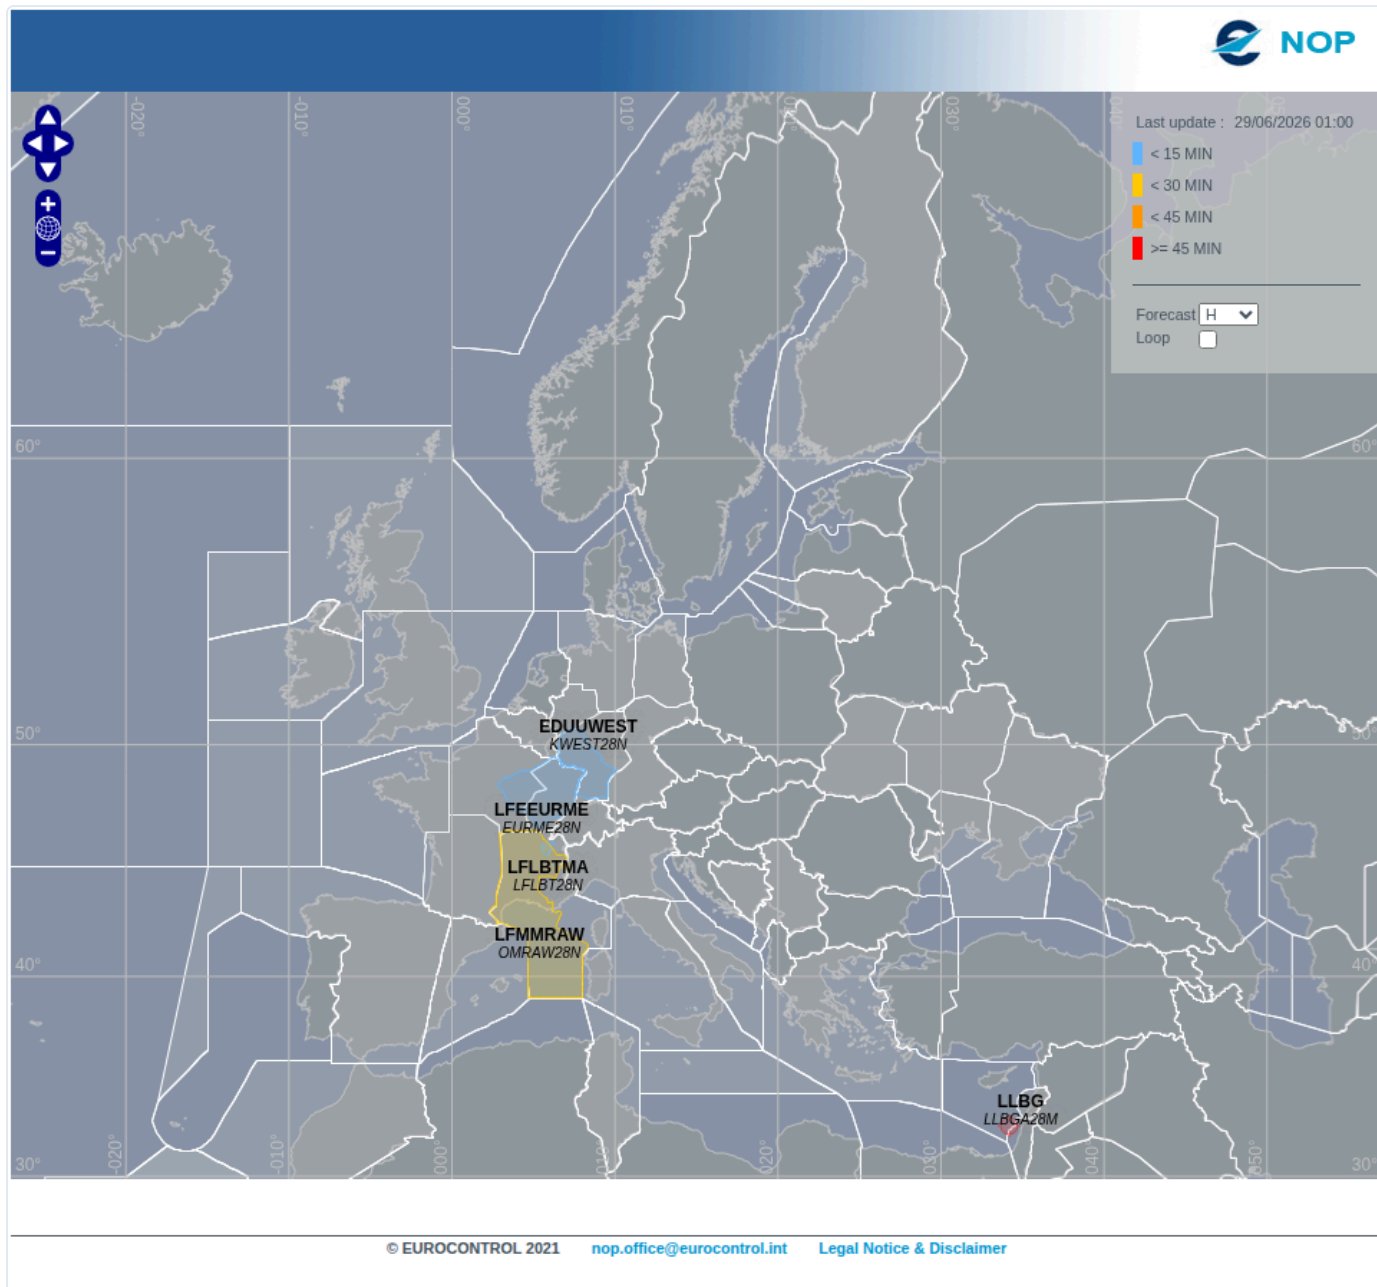 NOP
-020°
-010°
000°
010°
020°
030°
040°
050°
Last update : 29/06/2026 01:00
< 15 MIN
< 30 MIN
< 45 MIN
>= 45 MIN
Forecast H
Loop
60°
60°
50°
50°
EDUUWEST
KWEST28N
LFEEURME
EURME28N
LFLBTMA
LFLBT28N
LFMMRAW
OMRAW28N
40°
40°
LLBG
LLBGA28M
30°
-020°
-010°
000°
010°
020°
030°
040°
050°
30°
© EUROCONTROL 2021 nop.office@eurocontrol.int Legal Notice & Disclaimer